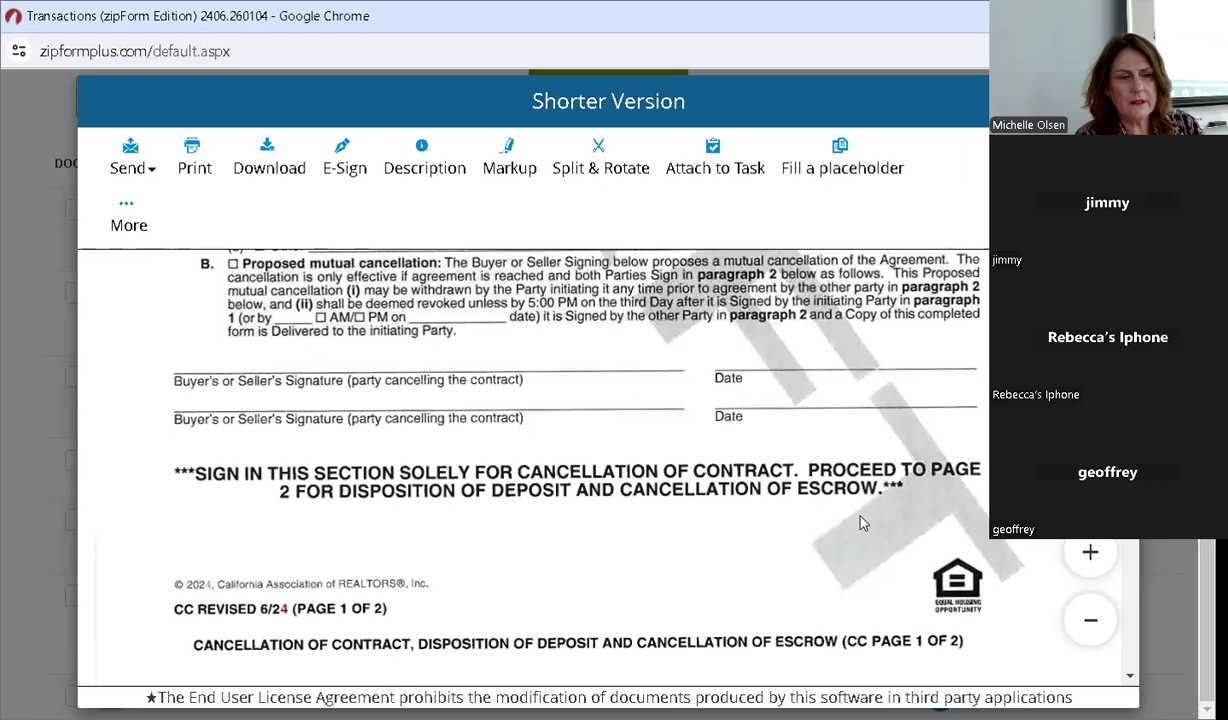 Transactions (zipForm Edition) 2406.260104 - Google Chrome
zipformplus.com/default.aspx
Shorter Version
Send Print Download E-Sign Description Markup Split & Rotate Attach to Task Fill a placeholder
More
B. Proposed mutual cancellation: The Buyer or Seller Signing below proposes a mutual cancellation of the Agreement. The
cancellation is only effective if agreement is reached and both Parties Sign in paragraph 2 below as follows. This Proposed
mutual cancellation (i) may be withdrawn by the Party initiating it any time prior to agreement by the other party in paragraph 2
below, and (ii) shall be deemed revoked unless by 5:00 PM on the third Day after it is Signed by the initiating Party in paragraph
1 (or by ______ ☐ AM/☐ PM on ______________ date) it is Signed by the other Party in paragraph 2 and a Copy of this completed
form is Delivered to the initiating Party.
Buyer's or Seller's Signature (party cancelling the contract) Date
Buyer's or Seller's Signature (party cancelling the contract) Date
***SIGN IN THIS SECTION SOLELY FOR CANCELLATION OF CONTRACT. PROCEED TO PAGE
2 FOR DISPOSITION OF DEPOSIT AND CANCELLATION OF ESCROW.***
© 2024, California Association of REALTORS®, Inc.
CC REVISED 6/24 (PAGE 1 OF 2)
EQUAL HOUSING
OPPORTUNITY
CANCELLATION OF CONTRACT, DISPOSITION OF DEPOSIT AND CANCELLATION OF ESCROW (CC PAGE 1 OF 2)
★The End User License Agreement prohibits the modification of documents produced by this software in third party applications
Michelle Olsen
jimmy
jimmy
Rebecca's Iphone
Rebecca's Iphone
geoffrey
geoffrey